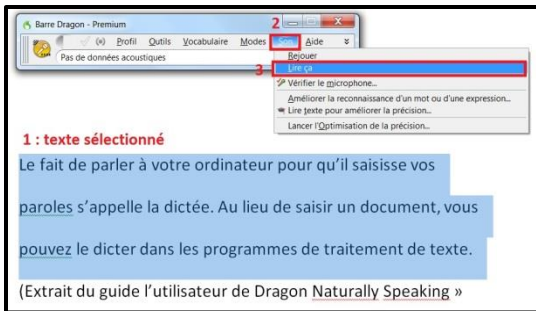 Barre Dragon - Premium
2
Profil Outils Vocabulaire Modes Son Aide
Pas de données acoustiques
Rejouer
3
Lire ça
Vérifier le microphone...
Améliorer la reconnaissance d'un mot ou d'une expression...
Lire texte pour améliorer la précision...
Lancer l'Optimisation de la précision...
1 : texte sélectionné
Le fait de parler à votre ordinateur pour qu'il saisisse vos
paroles s'appelle la dictée. Au lieu de saisir un document, vous
pouvez le dicter dans les programmes de traitement de texte.
(Extrait du guide l'utilisateur de Dragon Naturally Speaking »